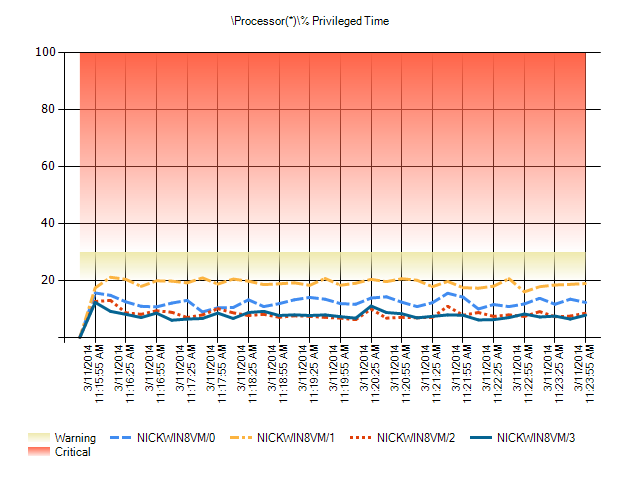 \Processor(*)\% Privileged Time
100
80
60
40
20
3/11/2014
11:15:55 AM
3/11/2014
11:16:25 AM
3/11/2014
11:16:55 AM
3/11/2014
11:17:25 AM
3/11/2014
11:17:55 AM
3/11/2014
11:18:25 AM
3/11/2014
11:18:55 AM
3/11/2014
11:19:25 AM
3/11/2014
11:19:55 AM
3/11/2014
11:20:25 AM
3/11/2014
11:20:55 AM
3/11/2014
11:21:25 AM
3/11/2014
11:21:55 AM
3/11/2014
11:22:25 AM
3/11/2014
11:22:55 AM
3/11/2014
11:23:25 AM
3/11/2014
11:23:55 AM
Warning NICKWIN8VM/0 NICKWIN8VM/1 NICKWIN8VM/2 NICKWIN8VM/3
Critical